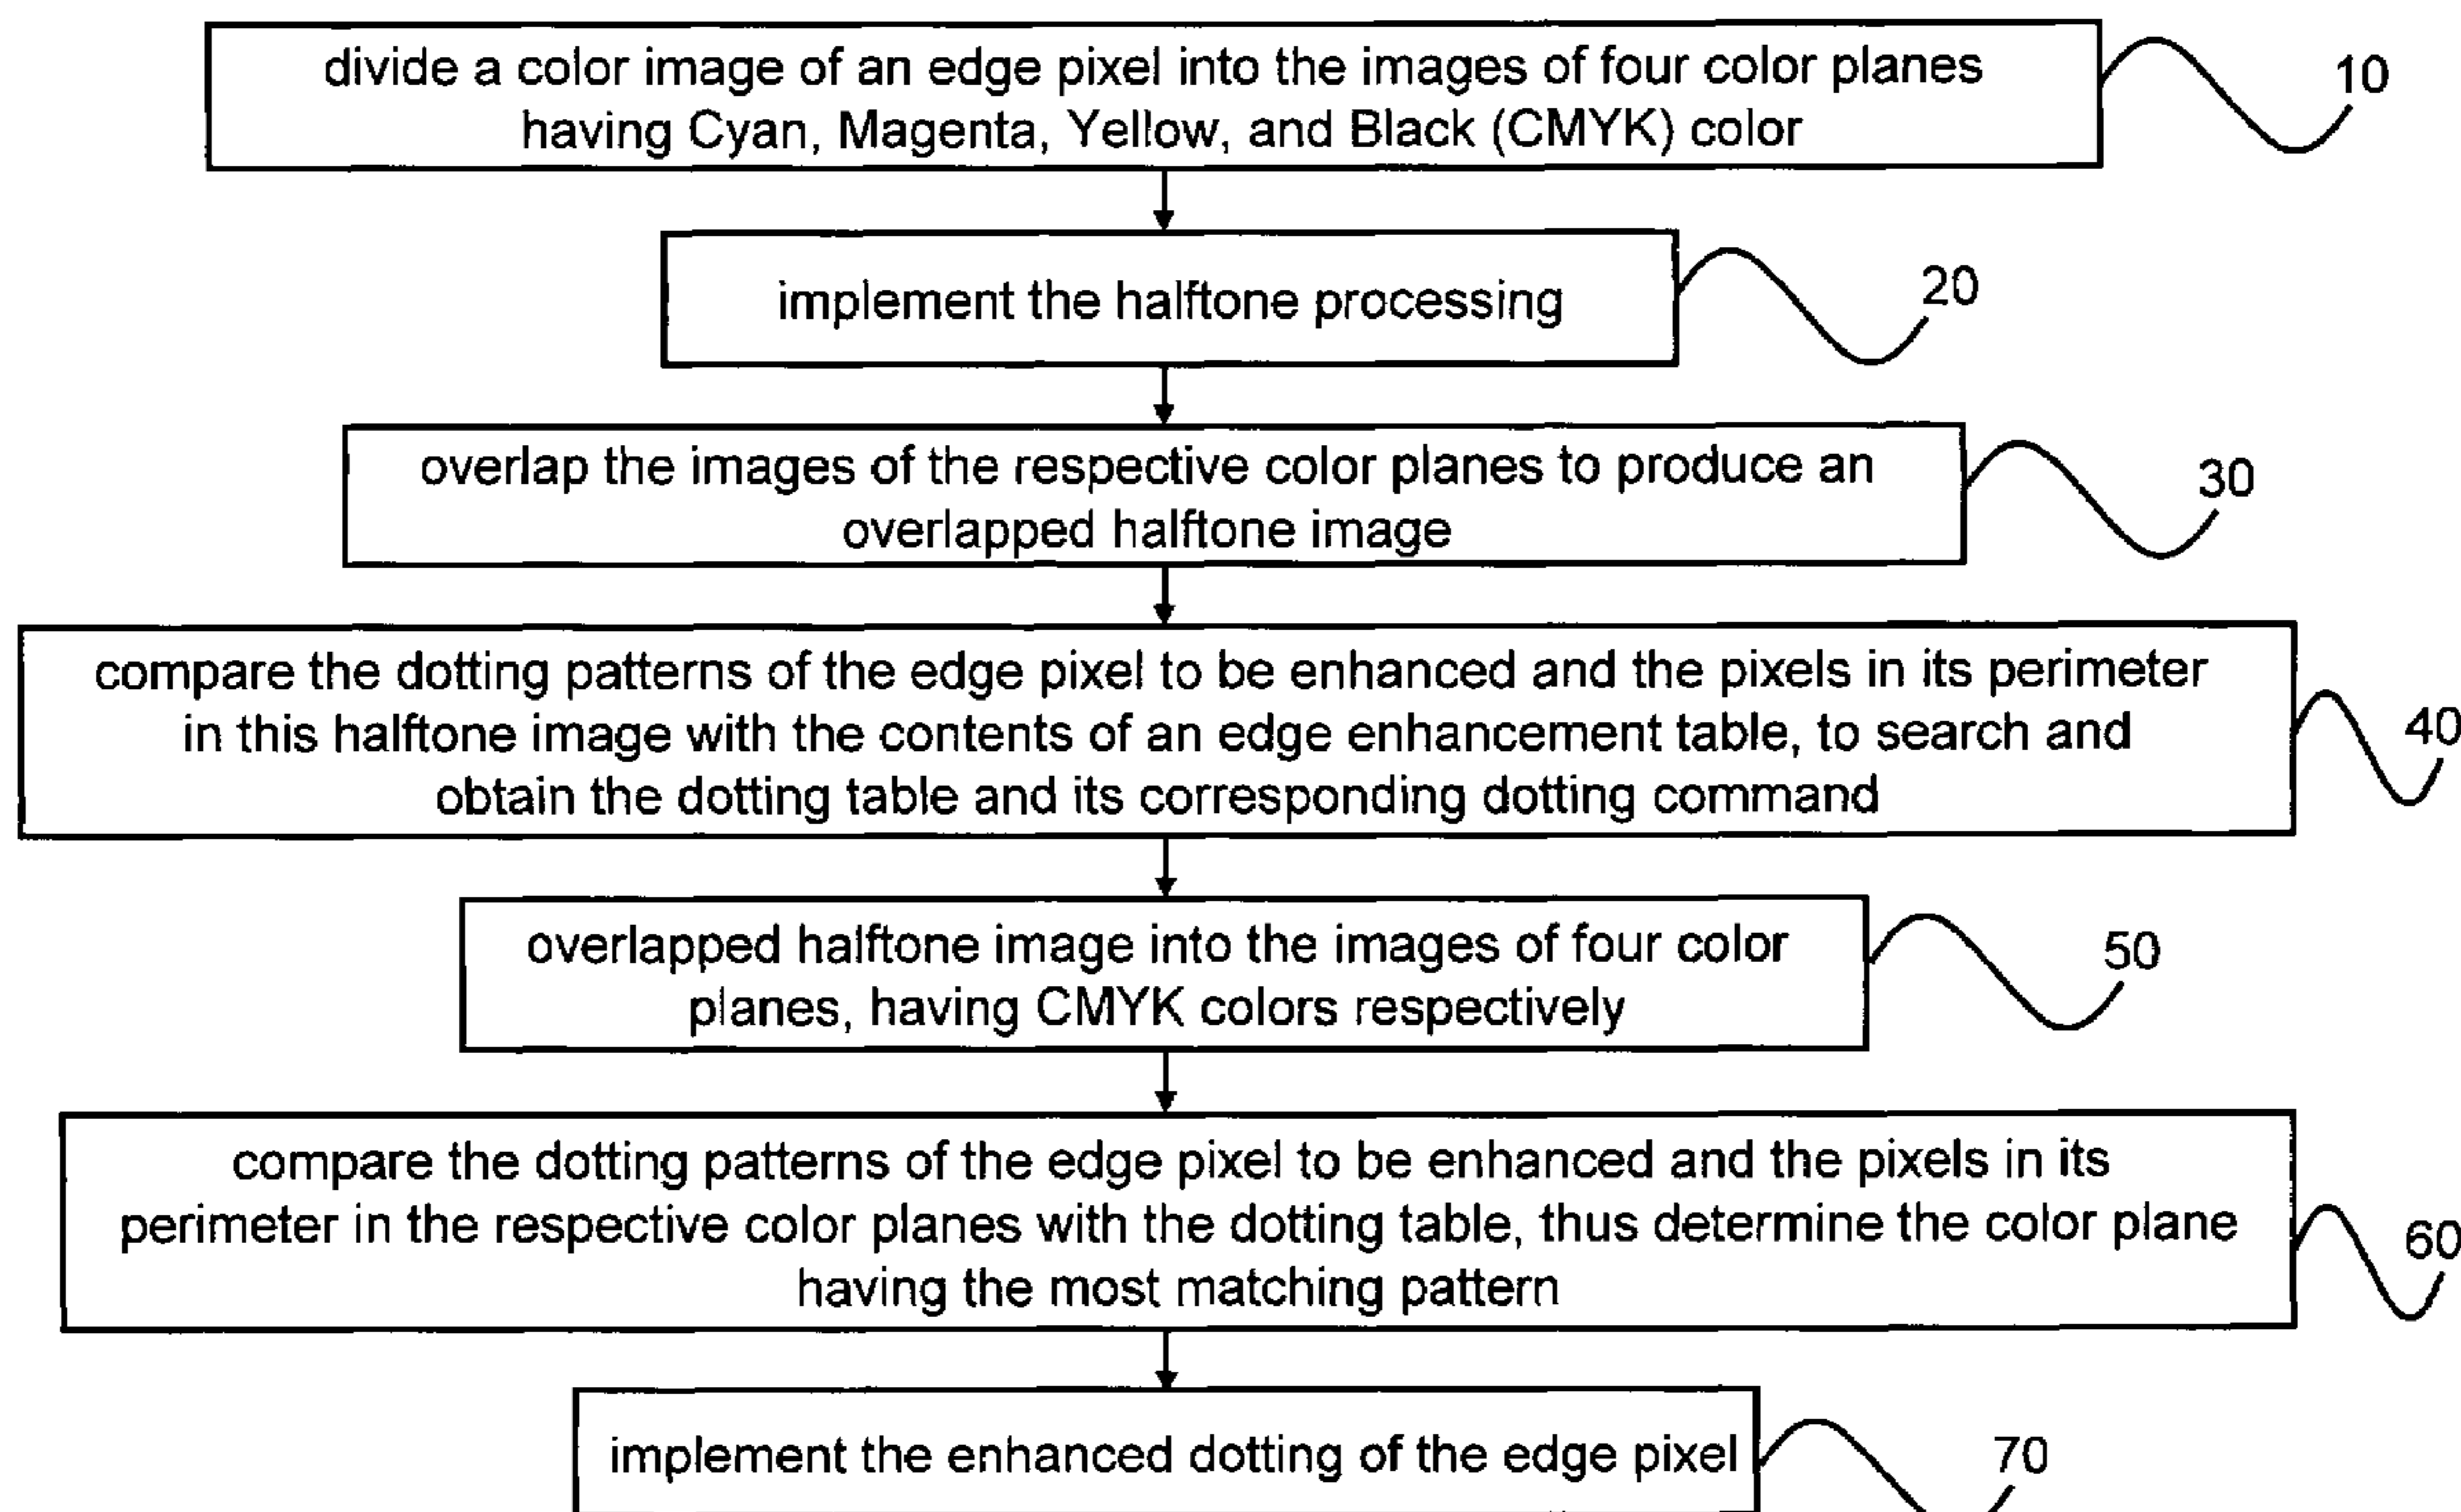 divide a color image of an edge pixel into the images of four color planes
having Cyan, Magenta, Yellow, and Black (CMYK) color
10
implement the halftone processing
20
overlap the images of the respective color planes to produce an
overlapped halftone image
30
compare the dotting patterns of the edge pixel to be enhanced and the pixels in its perimeter
in this halftone image with the contents of an edge enhancement table, to search and
obtain the dotting table and its corresponding dotting command
40
overlapped halftone image into the images of four color
planes, having CMYK colors respectively
50
compare the dotting patterns of the edge pixel to be enhanced and the pixels in its
perimeter in the respective color planes with the dotting table, thus determine the color plane
having the most matching pattern
60
implement the enhanced dotting of the edge pixel
70